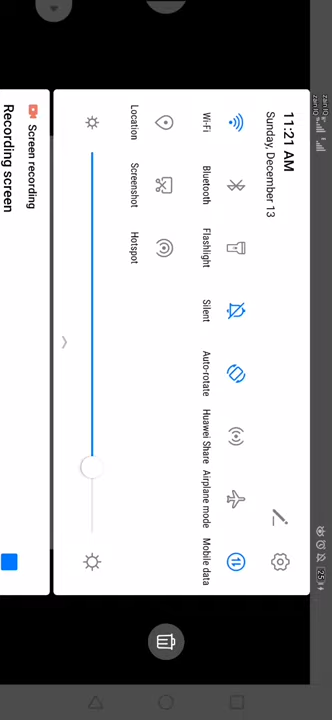 zain IQ
zain IQ
25
11:21 AM
Sunday, December 13
Wi-Fi
Bluetooth
Flashlight
Silent
Auto-rotate
Huawei Share
Airplane mode
Mobile data
Location
Screenshot
Hotspot
Screen recording
Recording screen